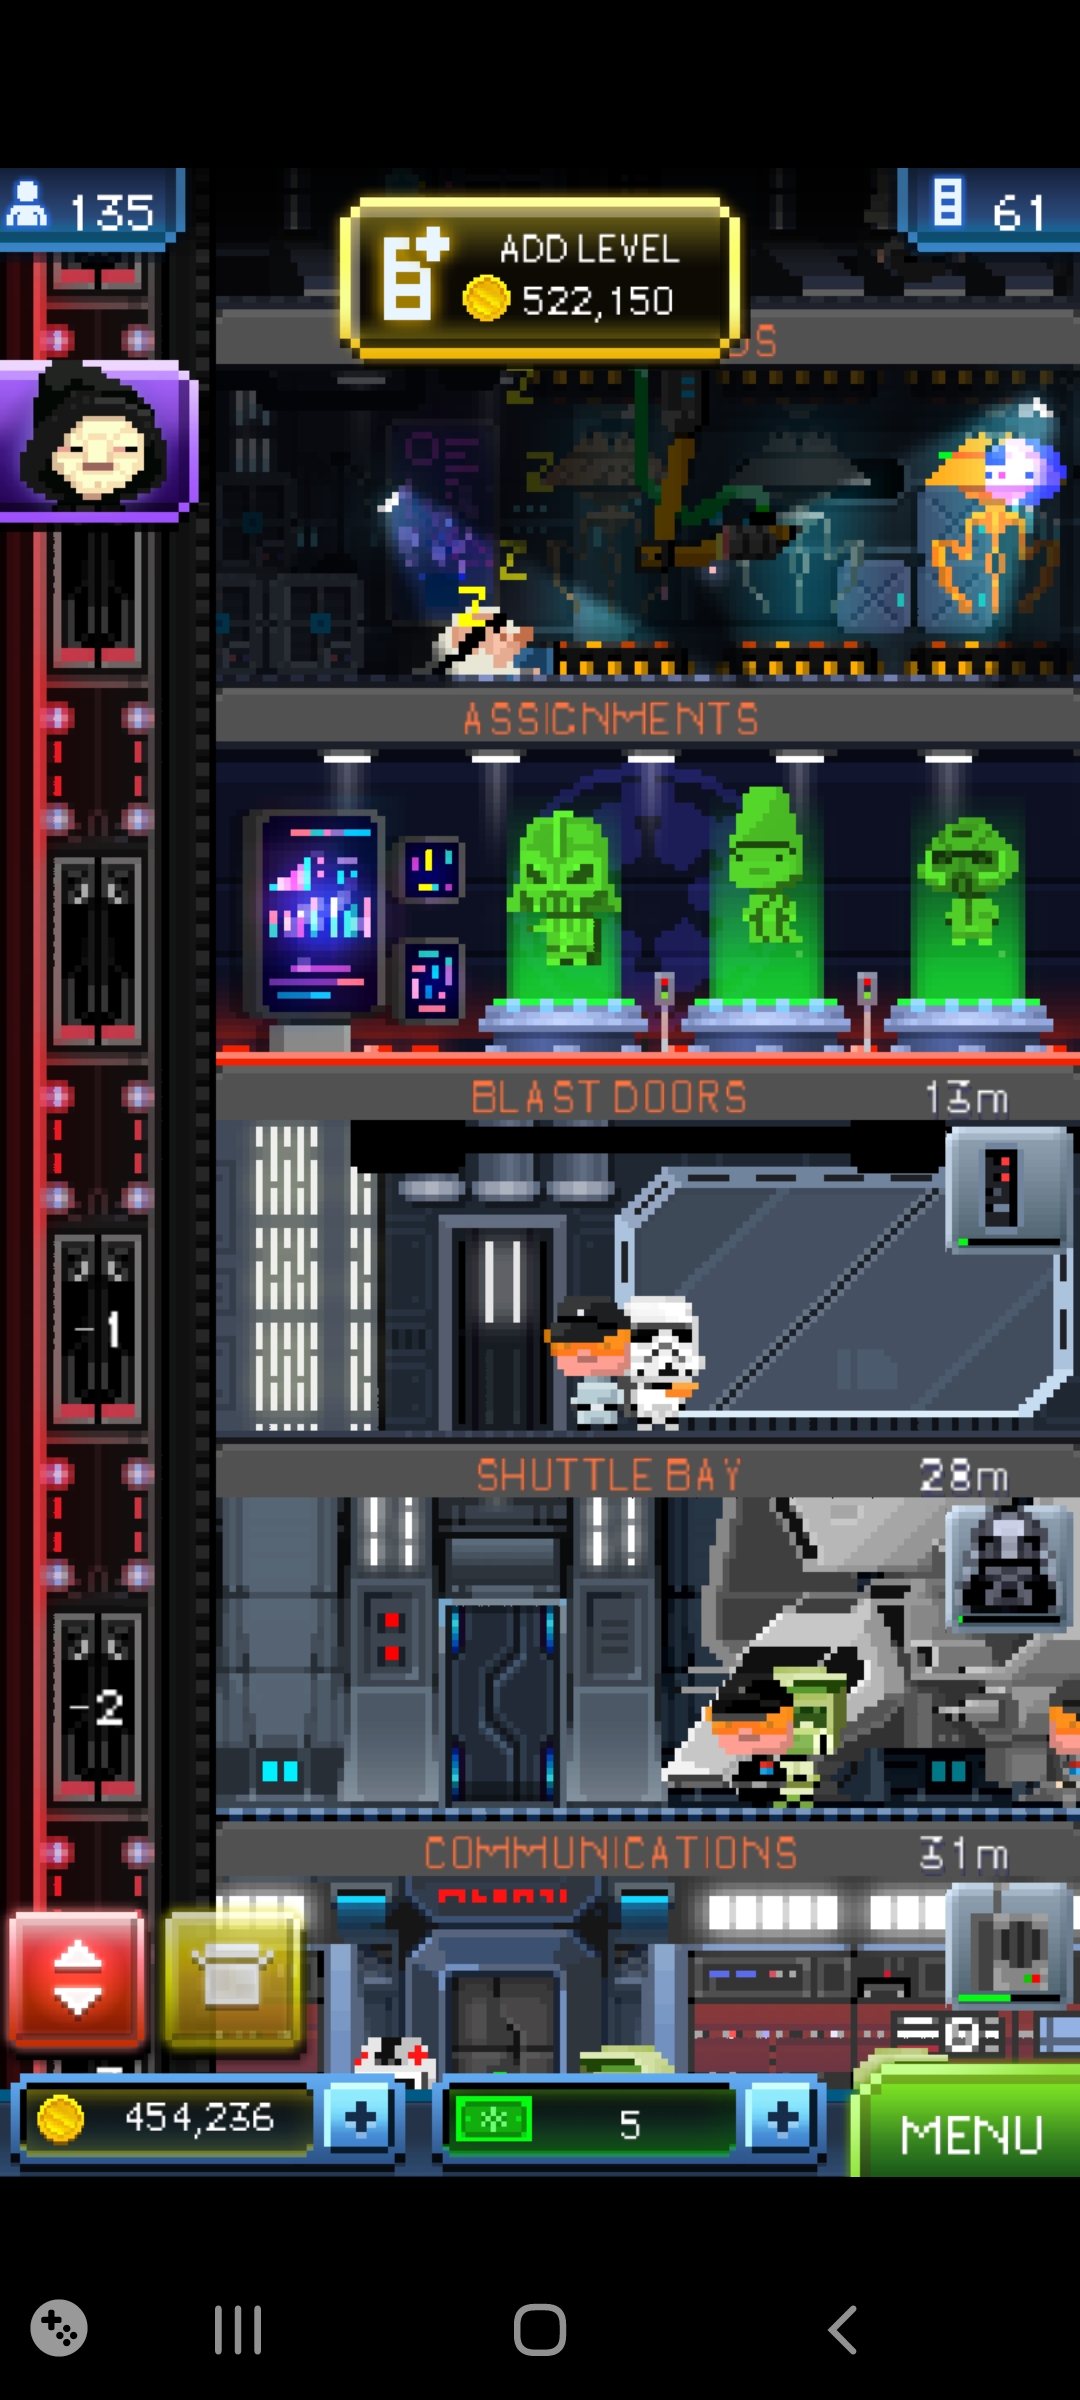 135
ADD LEVEL
522,150
61
DS
Z
Z
Z
Z
ASSIGNMENTS
BLAST DOORS
13m
-1
SHUTTLE BAY
28m
-2
COMMUNICATIONS
31m
454,236
5
MENU